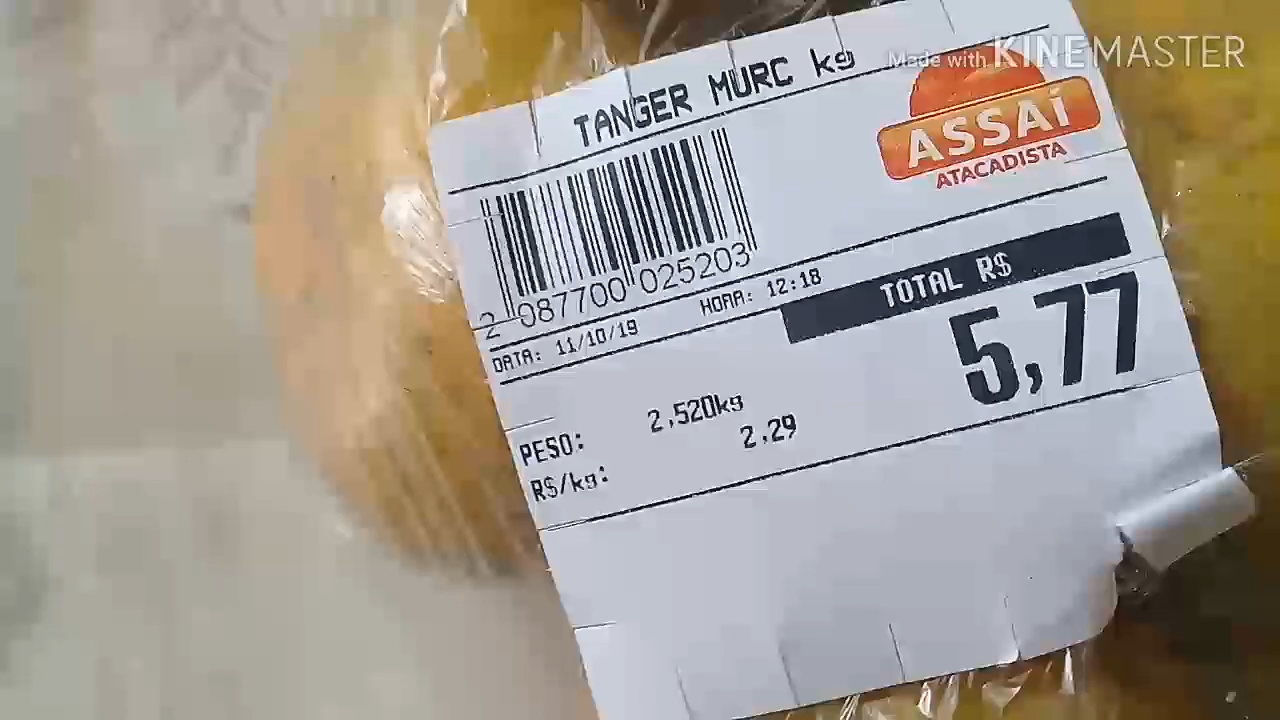 Made with KINEMASTER
TANGER MURC kg
ASSAÍ
ATACADISTA
2 087700 025203
DATA: 11/10/19 HORA: 12:18
TOTAL R$
5,77
PESO: 2,520kg
R$/kg: 2.29